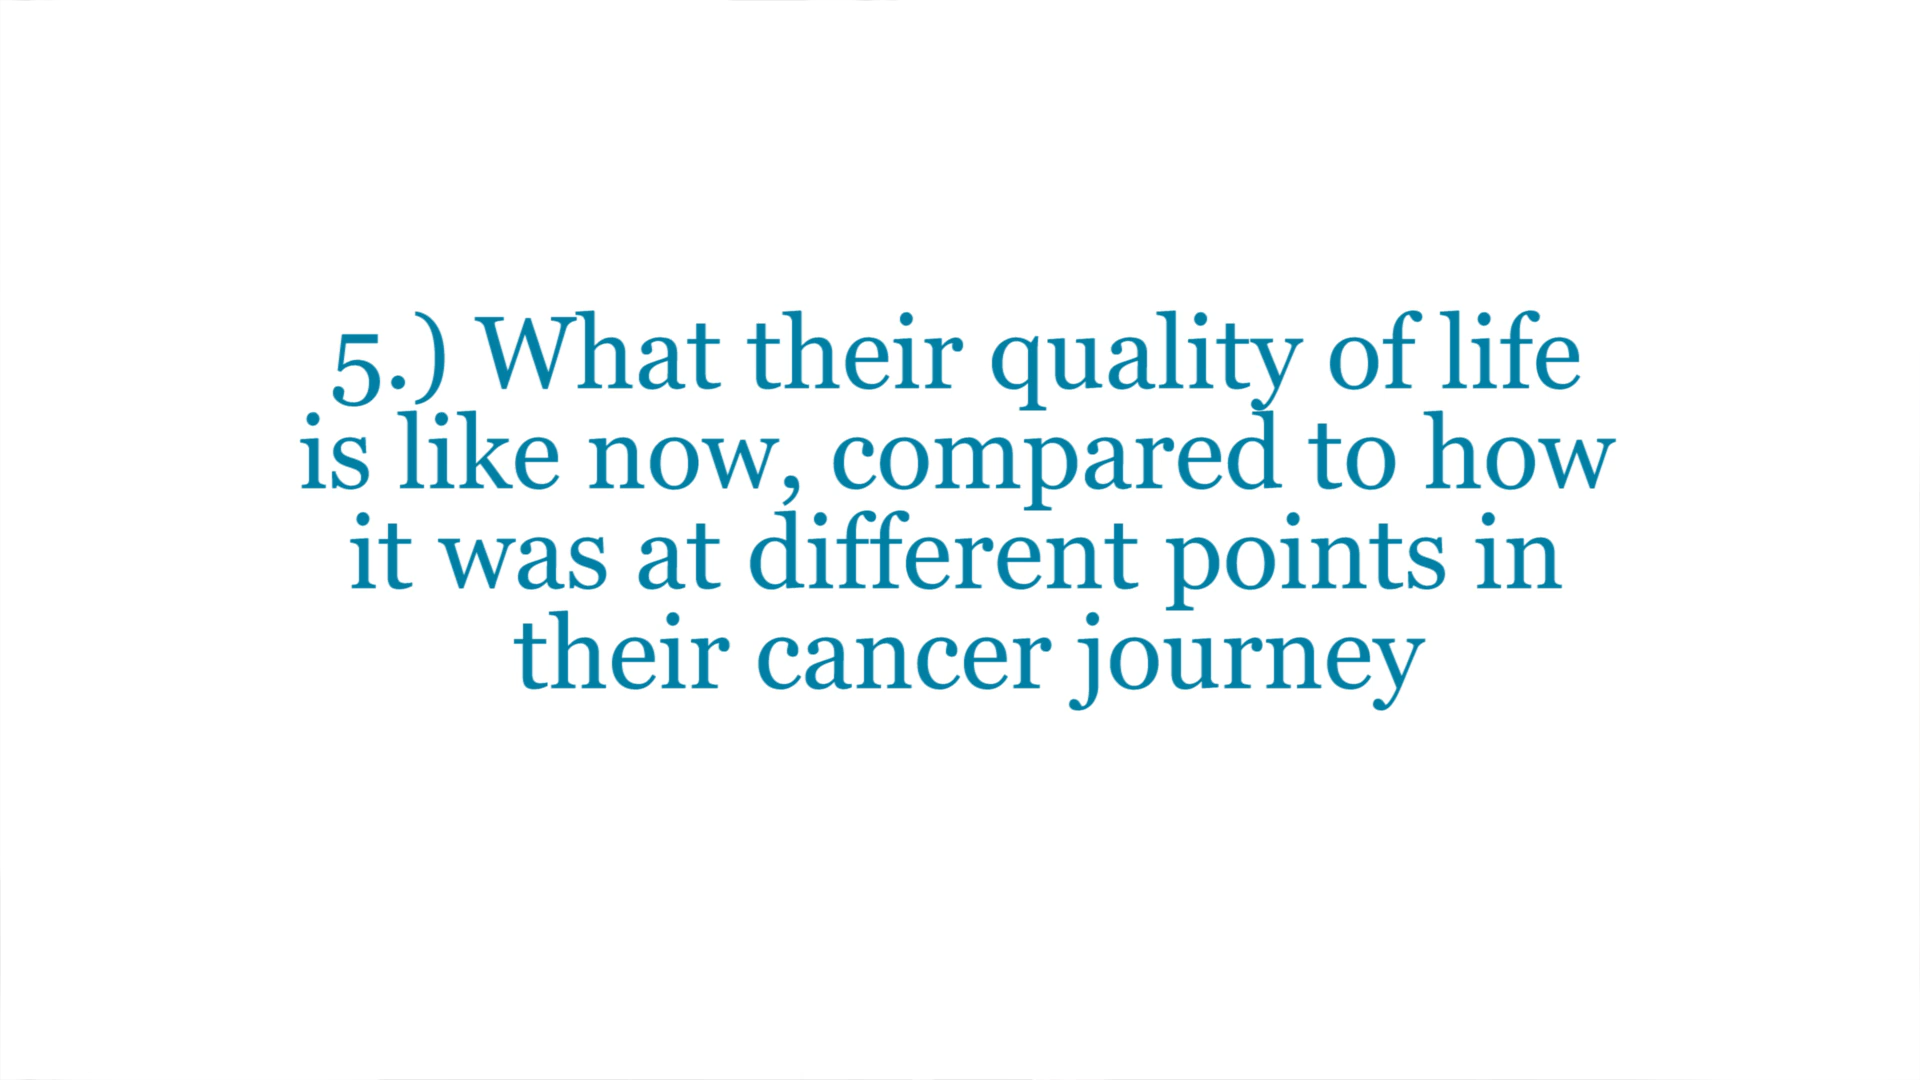 5.) What their quality of life
is like now, compared to how
it was at different points in
their cancer journey